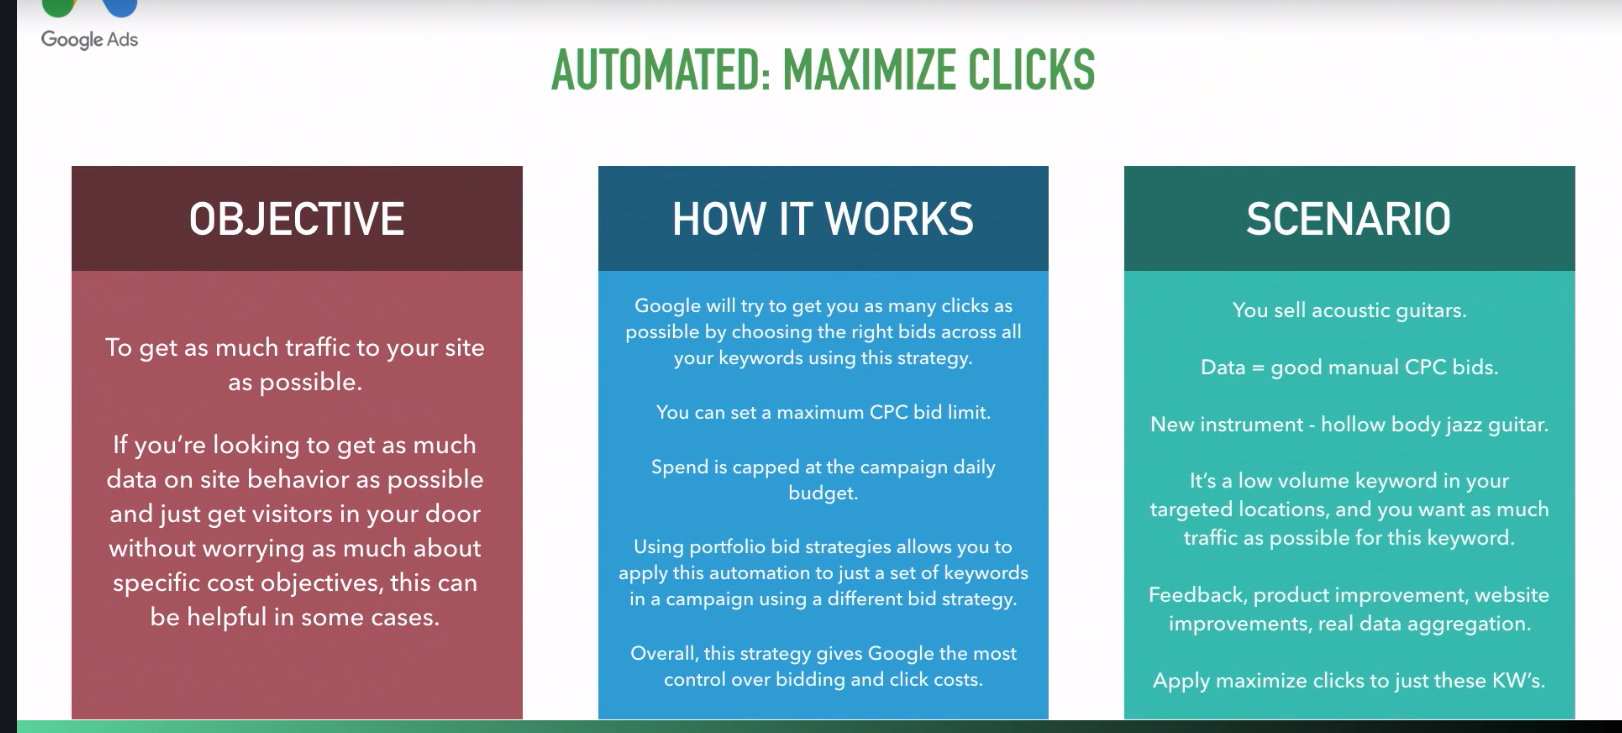 Google Ads
AUTOMATED: MAXIMIZE CLICKS
OBJECTIVE
To get as much traffic to your site
as possible.
If you're looking to get as much
data on site behavior as possible
and just get visitors in your door
without worrying as much about
specific cost objectives, this can
be helpful in some cases.
HOW IT WORKS
Google will try to get you as many clicks as
possible by choosing the right bids across all
your keywords using this strategy.
You can set a maximum CPC bid limit.
Spend is capped at the campaign daily
budget.
Using portfolio bid strategies allows you to
apply this automation to just a set of keywords
in a campaign using a different bid strategy.
Overall, this strategy gives Google the most
control over bidding and click costs.
SCENARIO
You sell acoustic guitars.
Data = good manual CPC bids.
New instrument - hollow body jazz guitar.
It's a low volume keyword in your
targeted locations, and you want as much
traffic as possible for this keyword.
Feedback, product improvement, website
improvements, real data aggregation.
Apply maximize clicks to just these KW's.